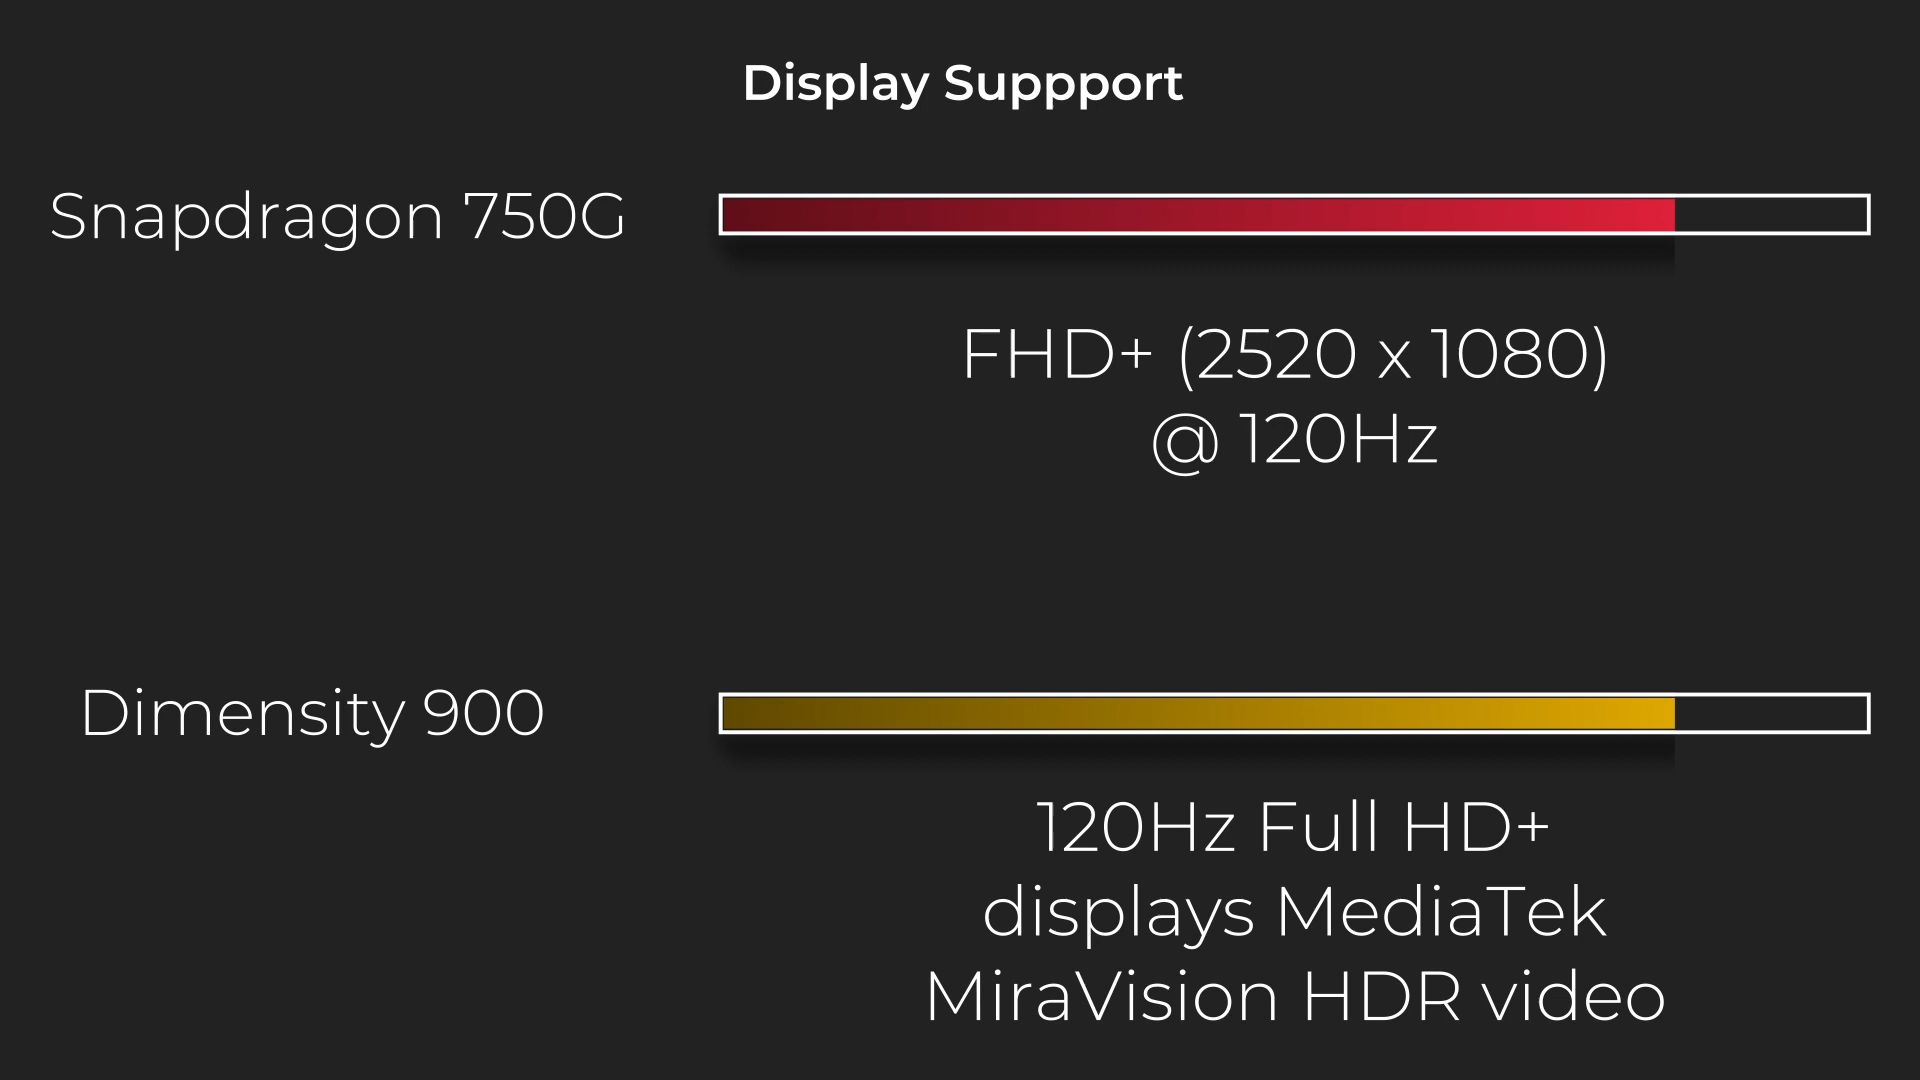 Display Suppport
Snapdragon 750G
FHD+ (2520 x 1080)
@ 120Hz
Dimensity 900
120Hz Full HD+
displays MediaTek
MiraVision HDR video